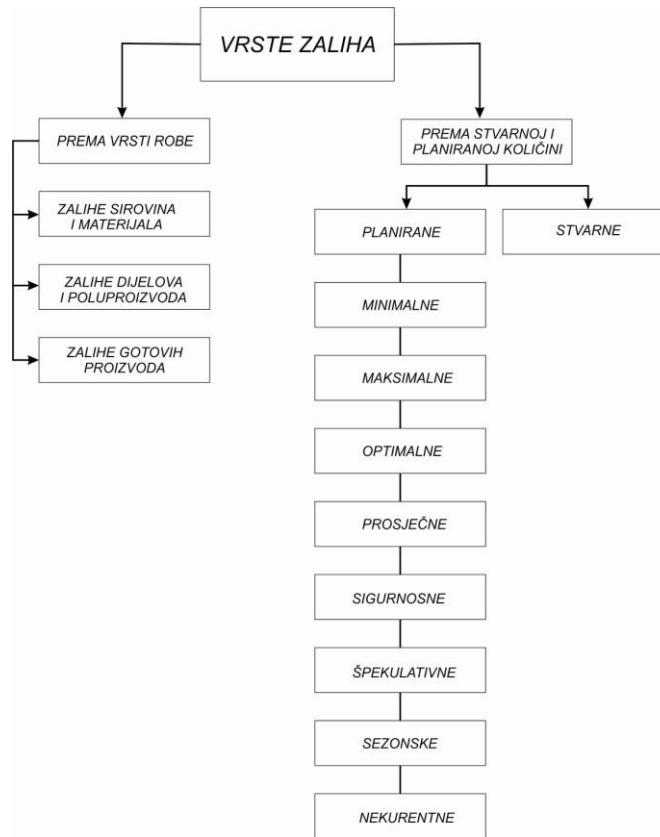 VRSTE ZALIHA
PREMA VRSTI ROBE
ZALIHE SIROVINA
I MATERIJALA
ZALIHE DIJELOVA
I POLUPROIZVODA
ZALIHE GOTOVIH
PROIZVODA
PREMA STVARNOJ I
PLANIRANOJ KOLIČINI
PLANIRANE
STVARNE
MINIMALNE
MAKSIMALNE
OPTIMALNE
PROSJEČNE
SIGURNOSNE
ŠPEKULATIVNE
SEZONSKE
NEKURENTNE